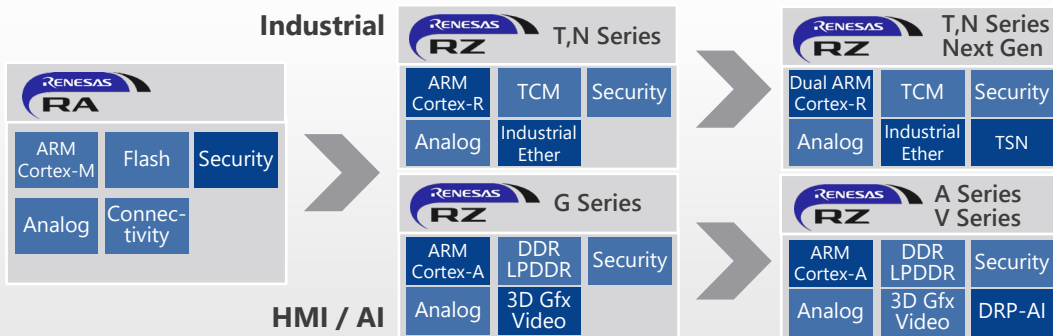 Industrial
RENESAS
RA
ARM
Cortex-M
Flash
Security
Analog
Connec-
tivity
RENESAS
RZ
T,N Series
ARM
Cortex-R
TCM
Security
Analog
Industrial
Ether
RENESAS
RZ
T,N Series
Next Gen
Dual ARM
Cortex-R
TCM
Security
Analog
Industrial
Ether
TSN
RENESAS
RZ
G Series
ARM
Cortex-A
DDR
LPDDR
Security
Analog
3D Gfx
Video
RENESAS
RZ
A Series
V Series
ARM
Cortex-A
DDR
LPDDR
Security
Analog
3D Gfx
Video
DRP-AI
HMI / AI